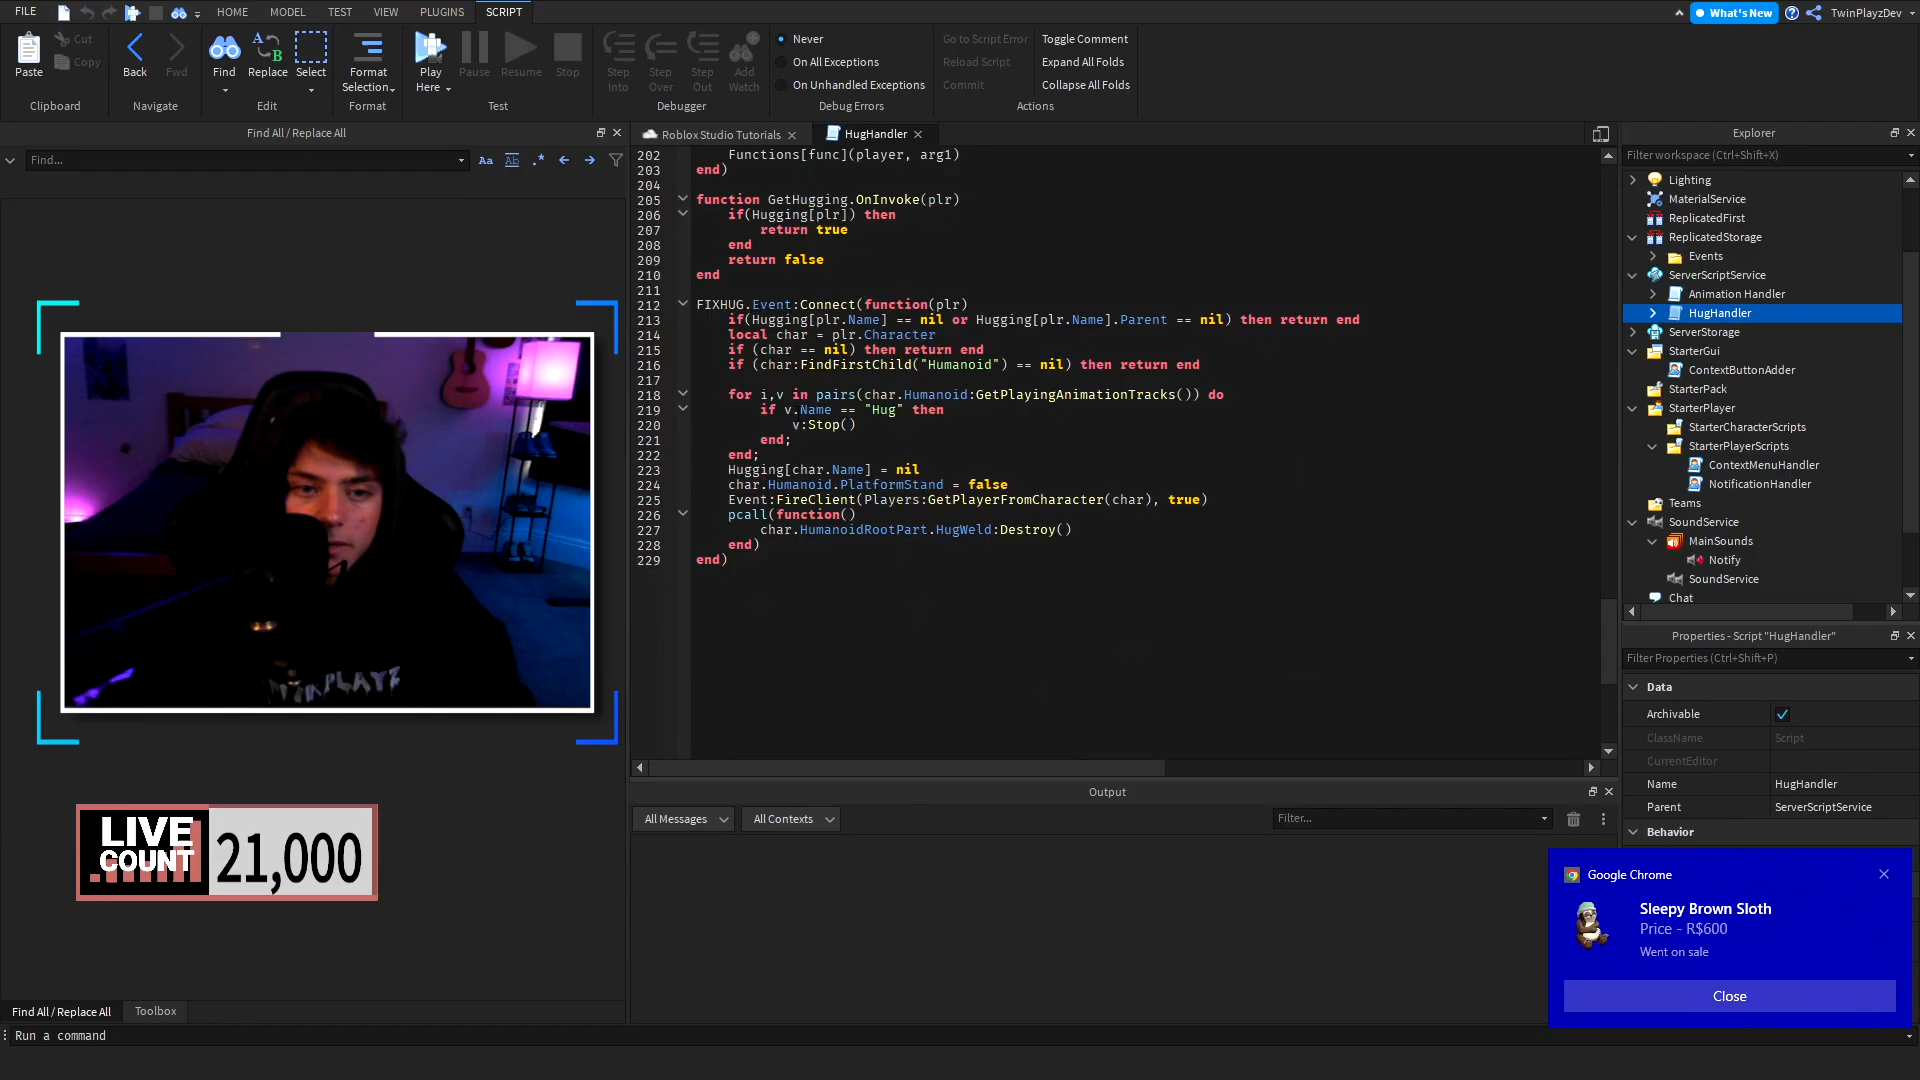 FILE
HOME
MODEL
TEST
VIEW
PLUGINS
SCRIPT
What's New
TwinPlayzDev
Paste
Cut
Copy
Back
Fwd
Find
Replace
Select
Format
Selection
Play
Here
Pause
Resume
Stop
Step
Into
Step
Over
Step
Out
Add
Watch
Never
On All Exceptions
On Unhandled Exceptions
Go to Script Error
Reload Script
Commit
Toggle Comment
Expand All Folds
Collapse All Folds
Clipboard
Navigate
Edit
Format
Test
Debugger
Debug Errors
Actions
Find All / Replace All
Find...
Aa
Ab
.*
LIVE
COUNT
21,000
Find All / Replace All
Toolbox
Run a command
Roblox Studio Tutorials
HugHandler
202 Functions[func](player, arg1)
203 end)
204
205 function GetHugging.OnInvoke(plr)
206 if(Hugging[plr]) then
207 return true
208 end
209 return false
210 end
211
212 FIXHUG.Event:Connect(function(plr)
213 if(Hugging[plr.Name] == nil or Hugging[plr.Name].Parent == nil) then return end
214 local char = plr.Character
215 if (char == nil) then return end
216 if (char:FindFirstChild("Humanoid") == nil) then return end
217
218 for i,v in pairs(char.Humanoid:GetPlayingAnimationTracks()) do
219 if v.Name == "Hug" then
220 v:Stop()
221 end;
222 end;
223 Hugging[char.Name] = nil
224 char.Humanoid.PlatformStand = false
225 Event:FireClient(Players:GetPlayerFromCharacter(char), true)
226 pcall(function()
227 char.HumanoidRootPart.HugWeld:Destroy()
228 end)
229 end)
Output
All Messages
All Contexts
Filter...
Explorer
Filter workspace (Ctrl+Shift+X)
Lighting
MaterialService
ReplicatedFirst
ReplicatedStorage
Events
ServerScriptService
Animation Handler
HugHandler
ServerStorage
StarterGui
ContextButtonAdder
StarterPack
StarterPlayer
StarterCharacterScripts
StarterPlayerScripts
ContextMenuHandler
NotificationHandler
Teams
SoundService
MainSounds
Notify
SoundService
Chat
Properties - Script "HugHandler"
Filter Properties (Ctrl+Shift+P)
Data
Archivable
ClassName Script
CurrentEditor
Name HugHandler
Parent ServerScriptService
Behavior
Google Chrome
Sleepy Brown Sloth
Price - R$600
Went on sale
Close